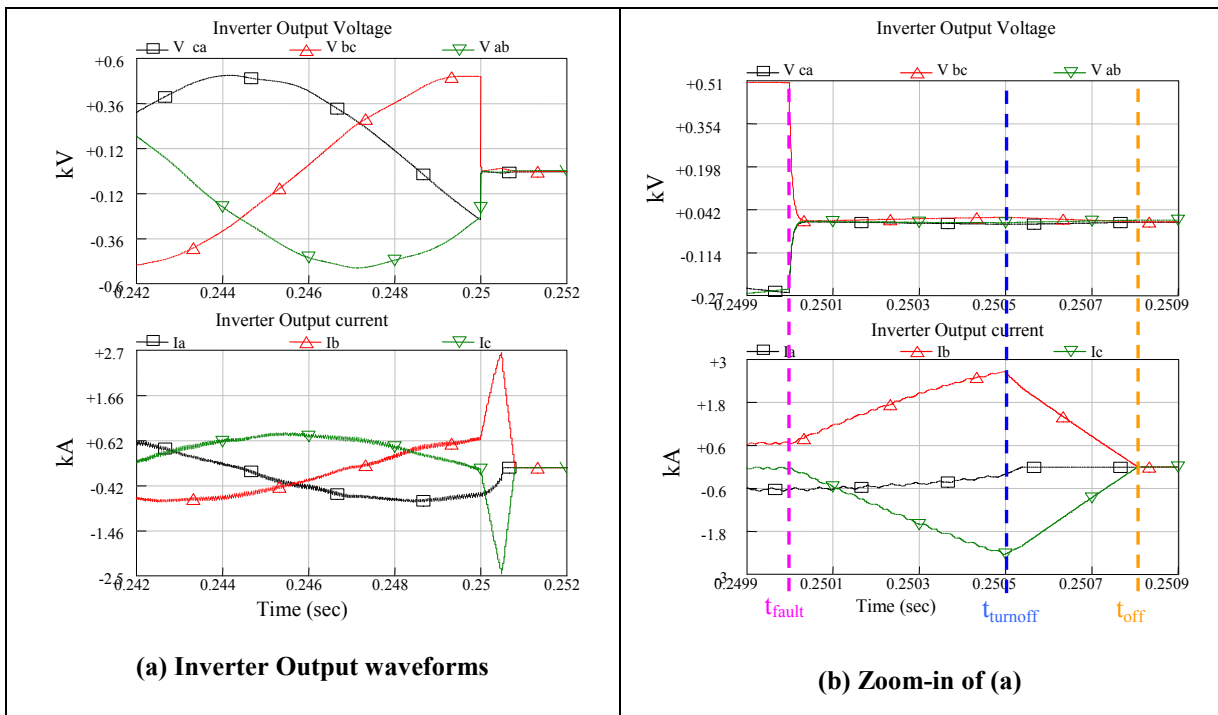 Inverter Output Voltage
V ca V bc V ab
+0.6
+0.36
+0.12
-0.12
-0.36
-0.6
kV
0.242 0.244 0.246 0.248 0.25 0.252
Inverter Output current
Ia Ib Ic
+2.7
+1.66
+0.62
-0.42
-1.46
-2.5
kA
0.242 0.244 0.246 0.248 0.25 0.252
Time (sec)
(a) Inverter Output waveforms
Inverter Output Voltage
V ca V bc V ab
+0.51
+0.354
+0.198
+0.042
-0.114
-0.27
kV
0.2499 0.2501 0.2503 0.2505 0.2507 0.2509
Inverter Output current
Ia Ib Ic
+3
+1.8
+0.6
-0.6
-1.8
-3
kA
0.2499 0.2501 0.2503 0.2505 0.2507 0.2509
tfault Time (sec) tturnoff toff
(b) Zoom-in of (a)